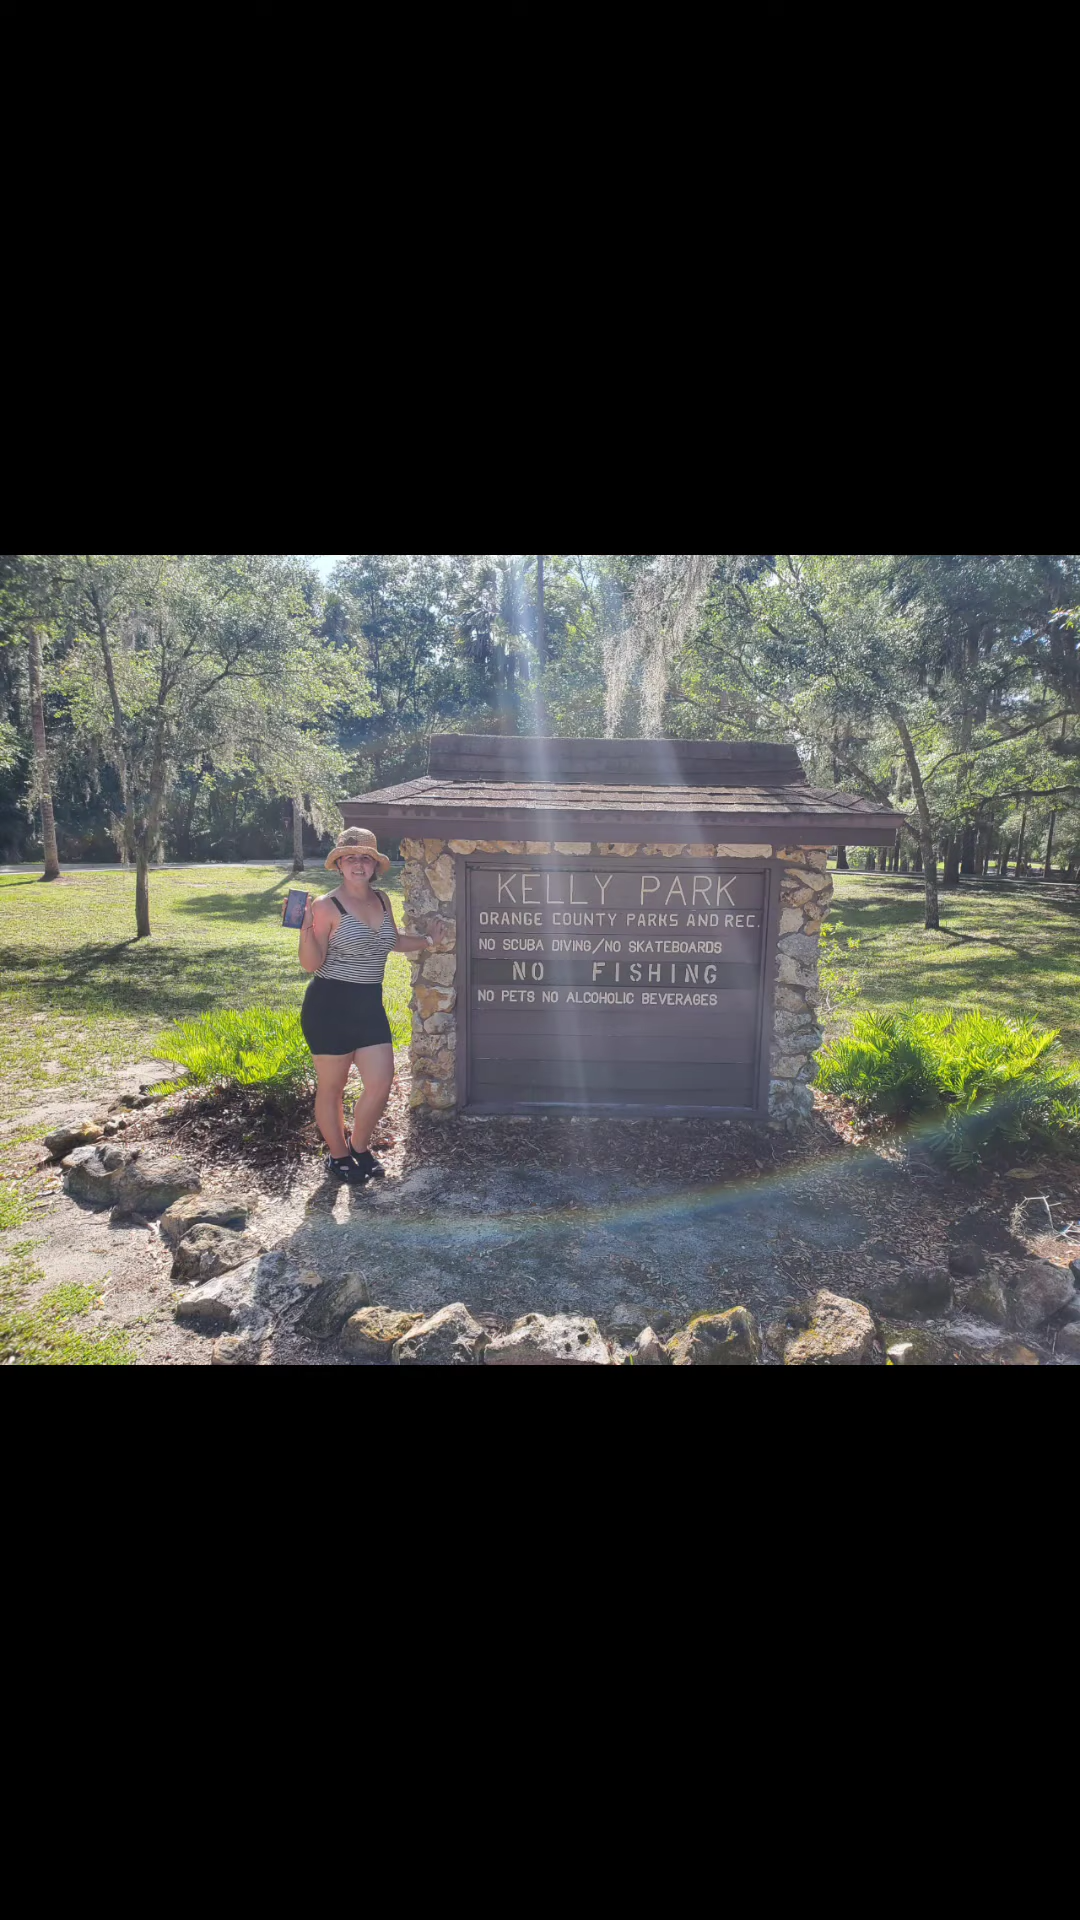 KELLY PARK
ORANGE COUNTY PARKS AND REC.
NO SCUBA DIVING/NO SKATEBOARDS
NO FISHING
NO PETS NO ALCOHOLIC BEVERAGES